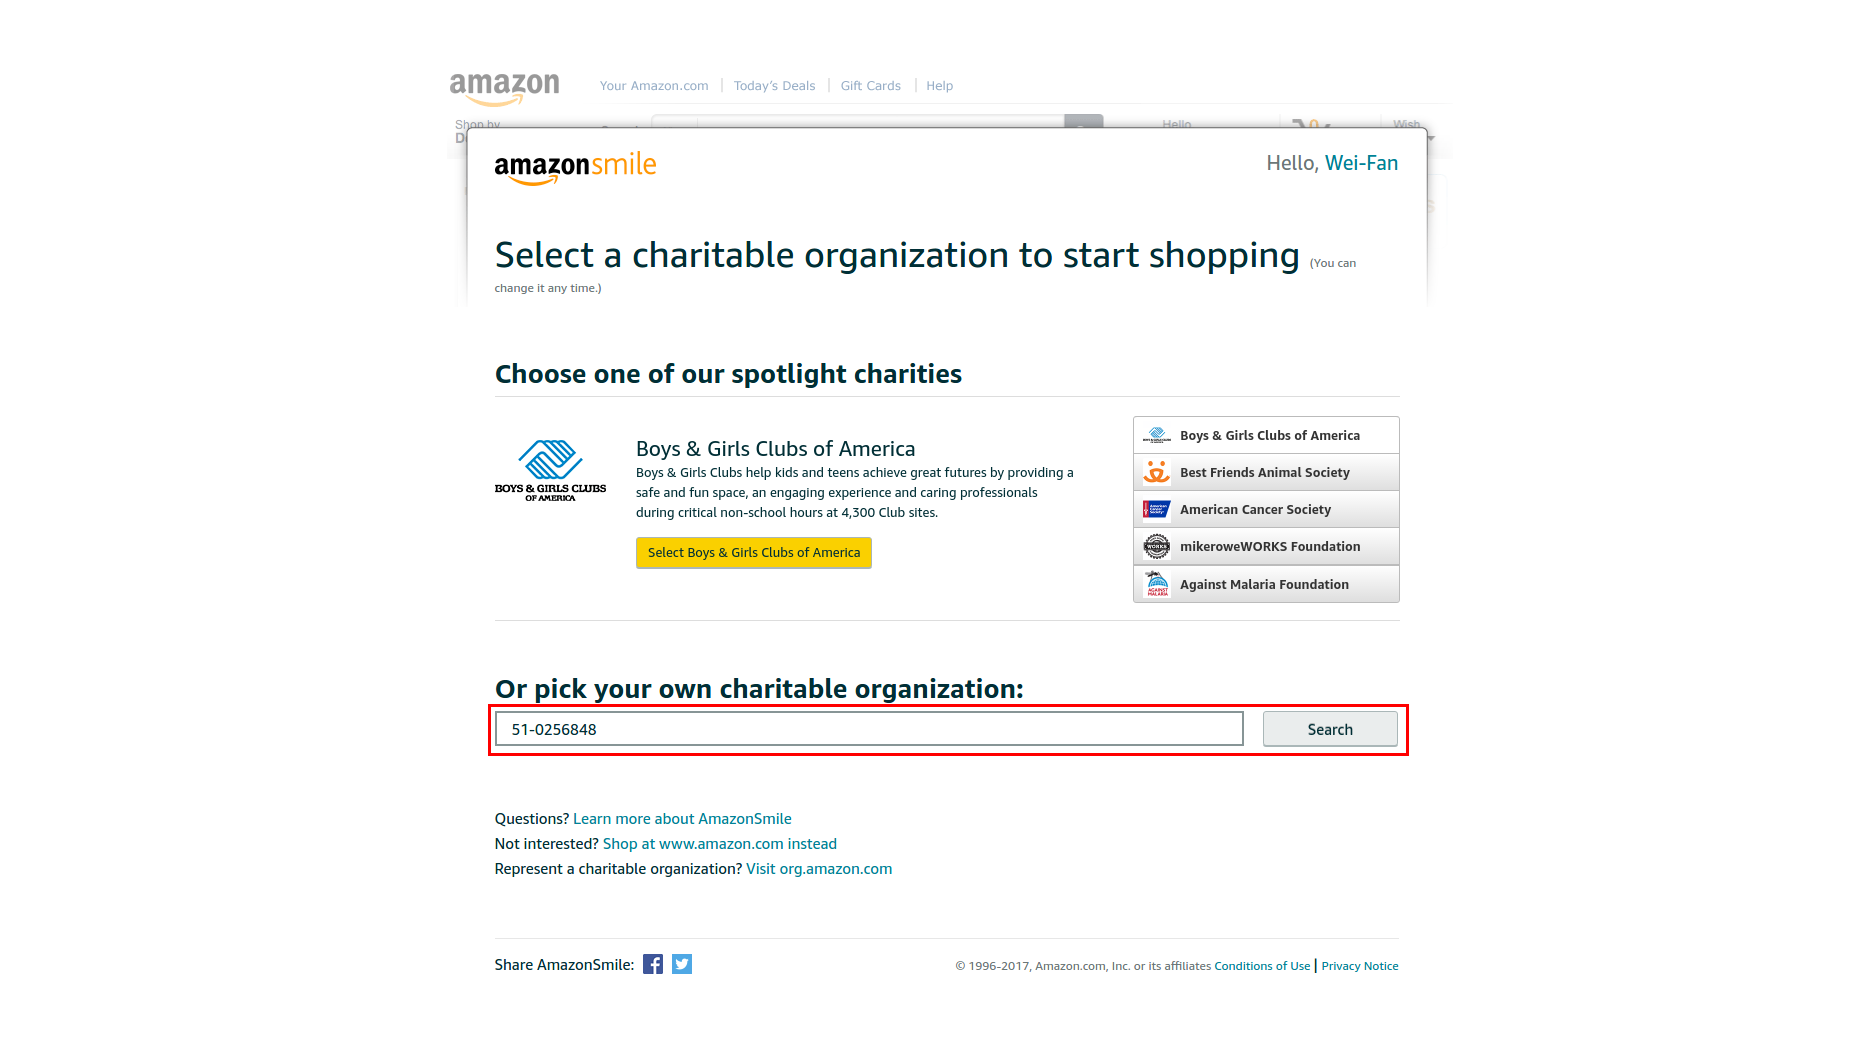 amazon
Your Amazon.com | Today's Deals | Gift Cards | Help
Shop by
Hello
Wish
amazonsmile
Hello, Wei-Fan
Select a charitable organization to start shopping (You can
change it any time.)
Choose one of our spotlight charities
BOYS & GIRLS CLUBS
OF AMERICA
Boys & Girls Clubs of America
Boys & Girls Clubs help kids and teens achieve great futures by providing a
safe and fun space, an engaging experience and caring professionals
during critical non-school hours at 4,300 Club sites.
Select Boys & Girls Clubs of America
Boys & Girls Clubs of America
Best Friends Animal Society
American Cancer Society
mikeroweWORKS Foundation
Against Malaria Foundation
Or pick your own charitable organization:
51-0256848
Search
Questions? Learn more about AmazonSmile
Not interested? Shop at www.amazon.com instead
Represent a charitable organization? Visit org.amazon.com
Share AmazonSmile:
© 1996-2017, Amazon.com, Inc. or its affiliates Conditions of Use | Privacy Notice